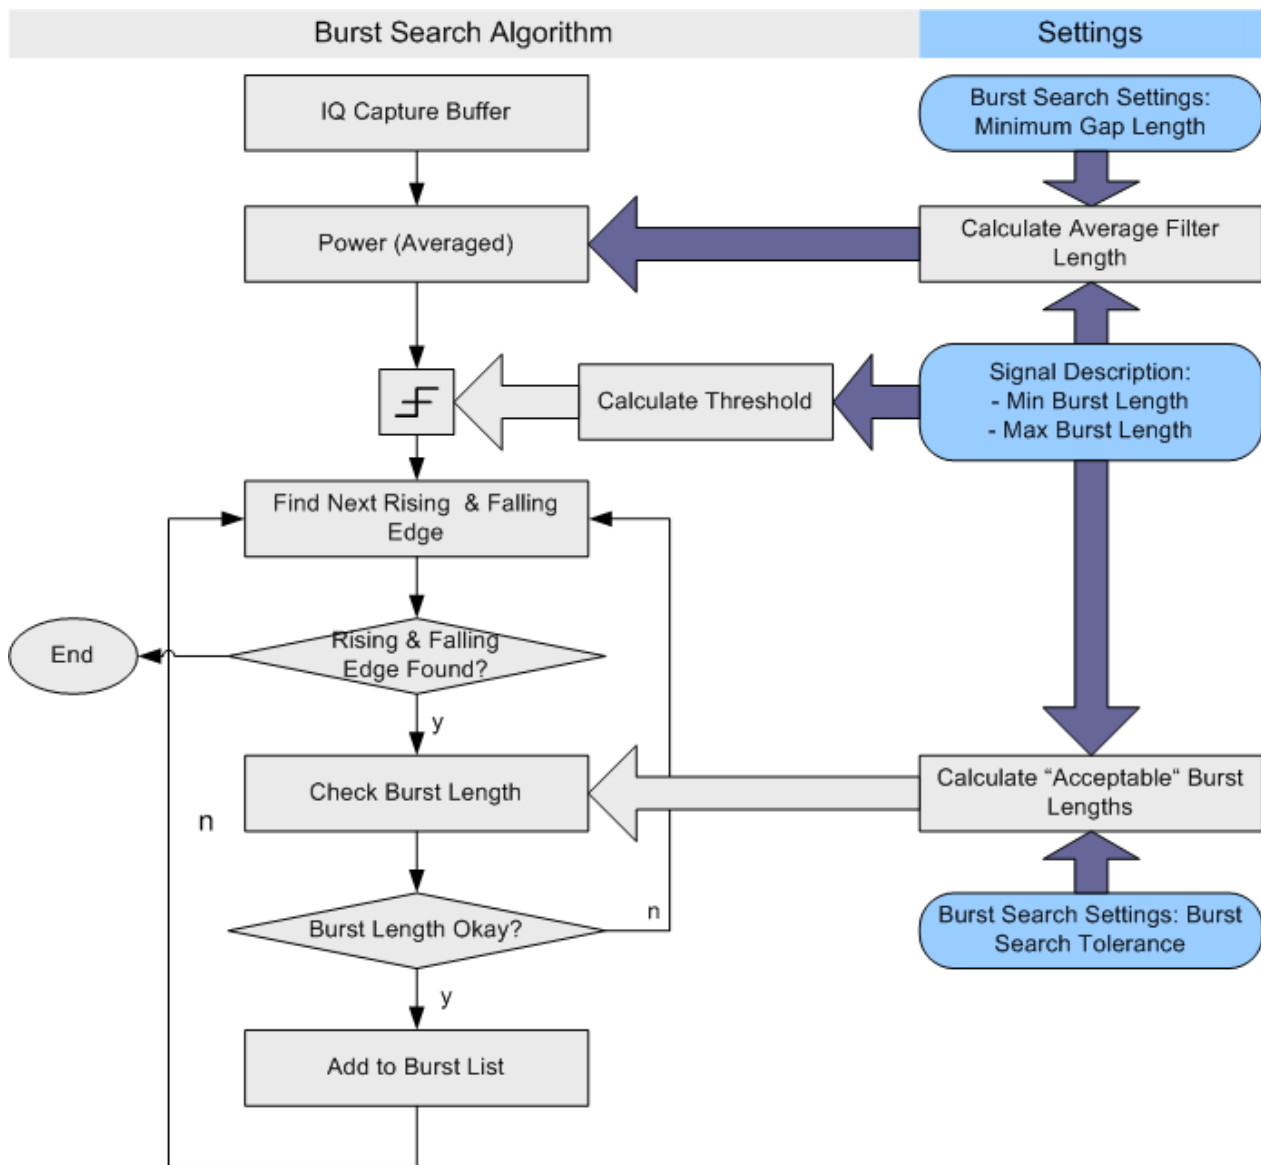 Burst Search Algorithm
Settings
IQ Capture Buffer
Burst Search Settings:
Minimum Gap Length
Power (Averaged)
Calculate Average Filter
Length
Calculate Threshold
Signal Description:
- Min Burst Length
- Max Burst Length
Find Next Rising & Falling
Edge
End
Rising & Falling
Edge Found?
y
Check Burst Length
Calculate “Acceptable“ Burst
Lengths
n
Burst Length Okay?
n
Burst Search Settings: Burst
Search Tolerance
y
Add to Burst List